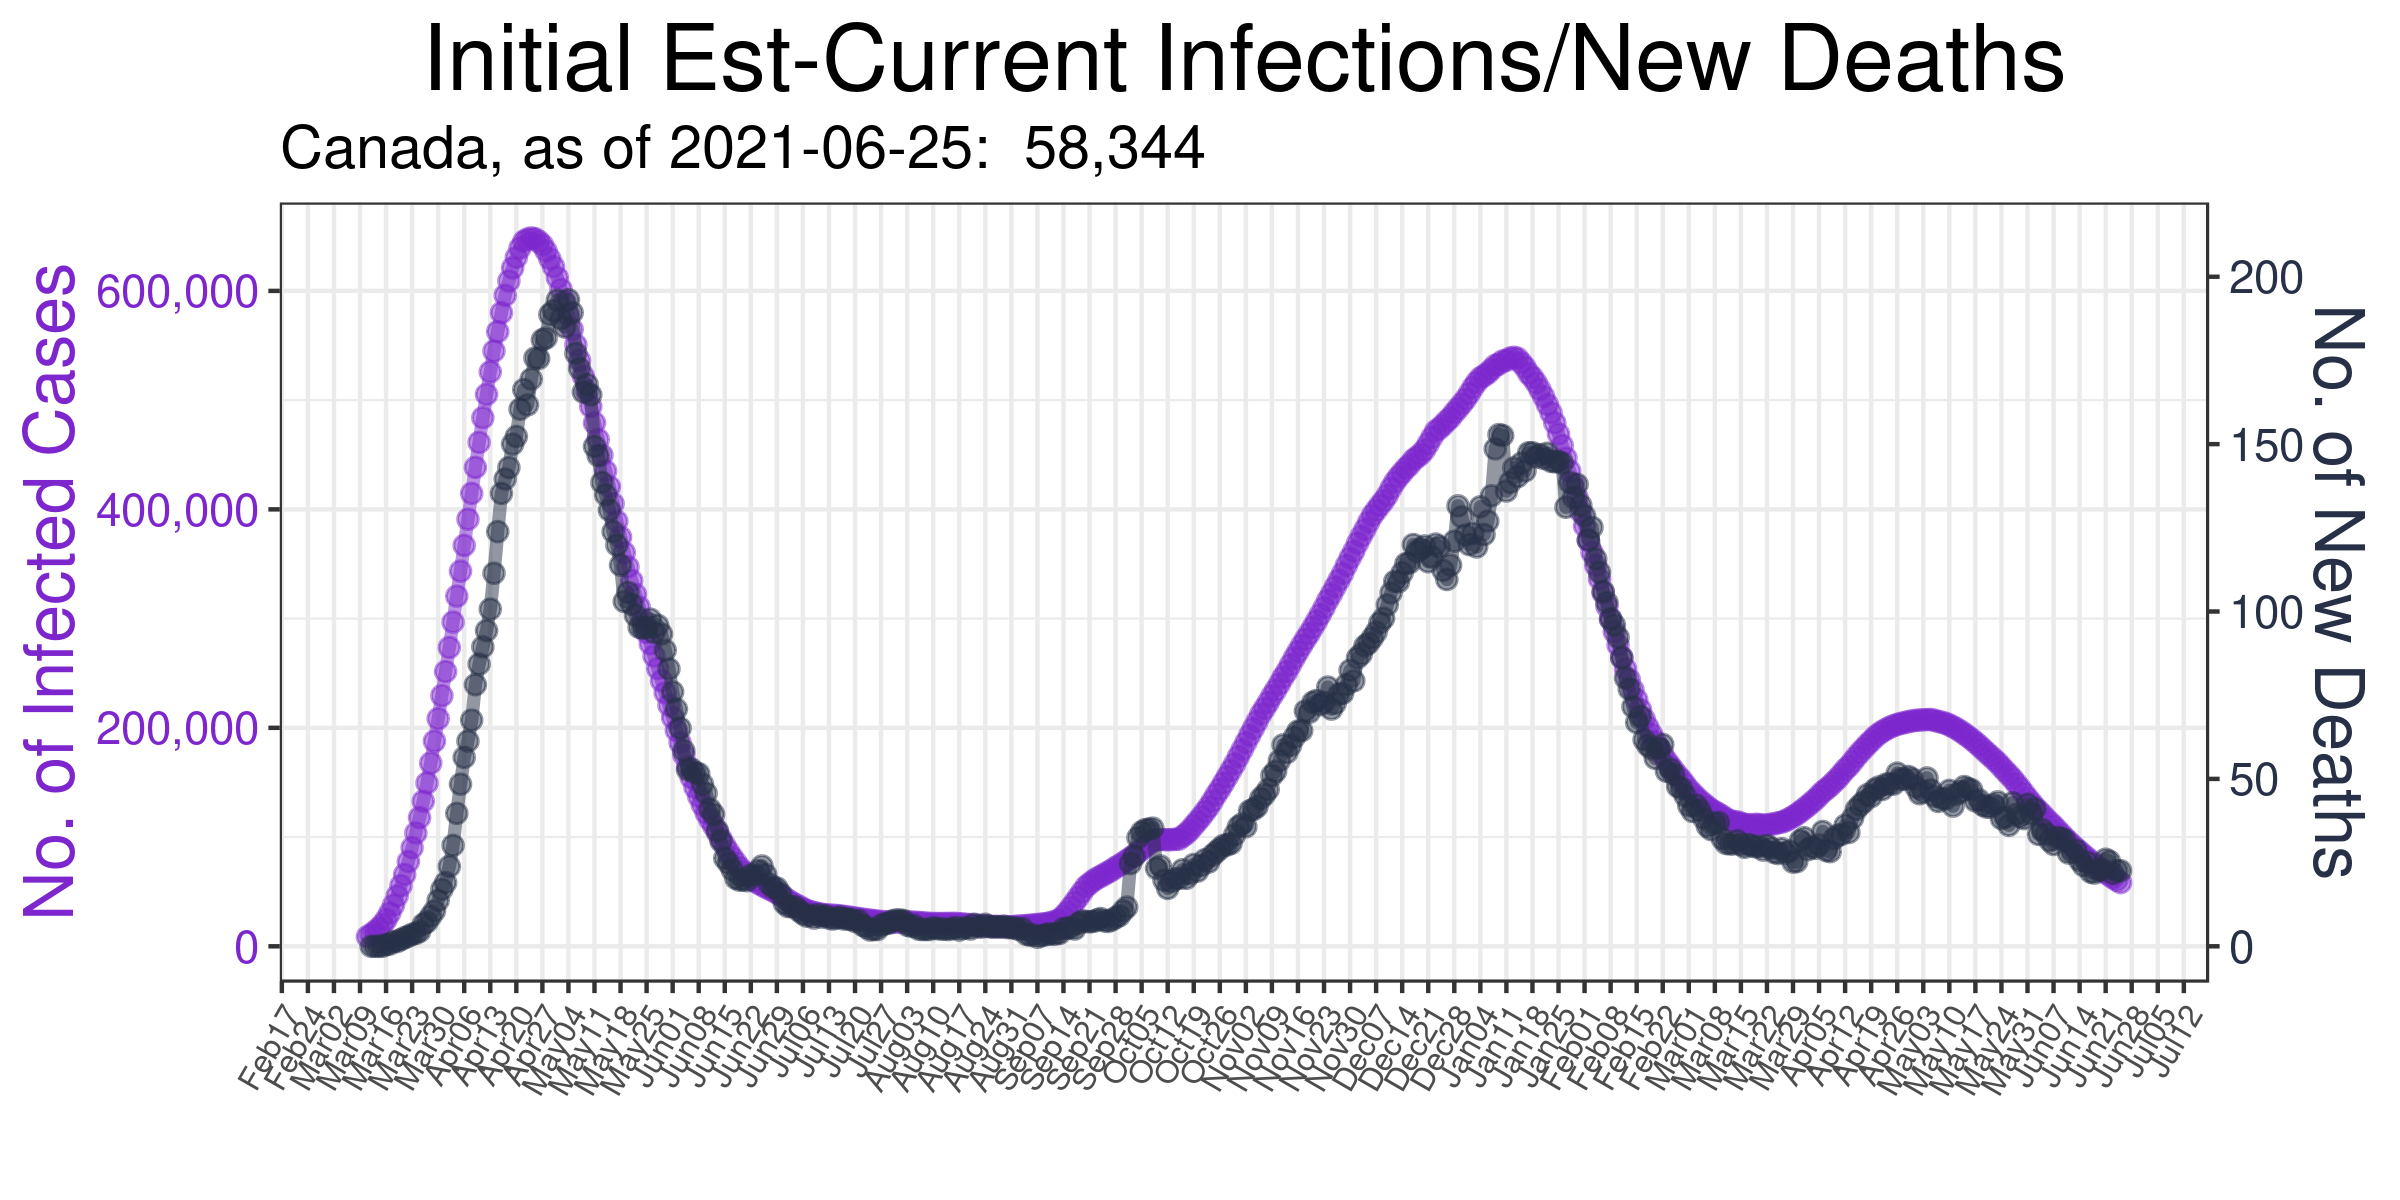 Initial Est-Current Infections/New Deaths
Canada, as of 2021-06-25: 58,344
No. of Infected Cases
600,000
400,000
200,000
0
200
150
100
50
0
No. of New Deaths
Feb17
Feb24
Mar02
Mar09
Mar16
Mar23
Mar30
Apr06
Apr13
Apr20
Apr27
May04
May11
May18
May25
Jun01
Jun08
Jun15
Jun22
Jun29
Jul06
Jul13
Jul20
Jul27
Aug03
Aug10
Aug17
Aug24
Aug31
Sep07
Sep14
Sep21
Sep28
Oct05
Oct12
Oct19
Oct26
Nov02
Nov09
Nov16
Nov23
Nov30
Dec07
Dec14
Dec21
Dec28
Jan04
Jan11
Jan18
Jan25
Feb01
Feb08
Feb15
Feb22
Mar01
Mar08
Mar15
Mar22
Mar29
Apr05
Apr12
Apr19
Apr26
May03
May10
May17
May24
May31
Jun07
Jun14
Jun21
Jun28
Jul05
Jul12